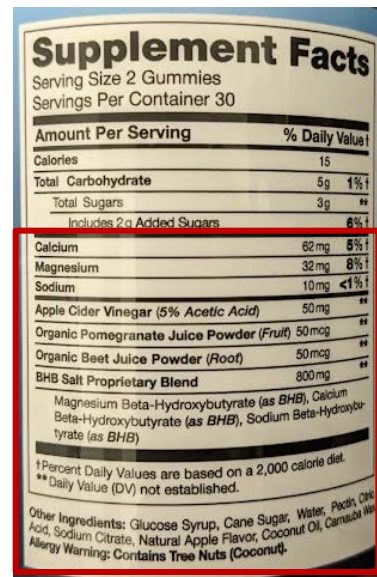 Supplement Facts
Serving Size 2 Gummies
Servings Per Container 30
Amount Per Serving % Daily Value†
Calories 15
Total Carbohydrate 5g 1%†
Total Sugars 3g **
Includes 2g Added Sugars 6%†
Calcium 62mg 5%†
Magnesium 32mg 8%†
Sodium 10mg <1%†
Apple Cider Vinegar (5% Acetic Acid) 50mg **
Organic Pomegranate Juice Powder (Fruit) 50mcg **
Organic Beet Juice Powder (Root) 50mcg **
BHB Salt Proprietary Blend 800mg **
Magnesium Beta-Hydroxybutyrate (as BHB), Calcium
Beta-Hydroxybutyrate (as BHB), Sodium Beta-Hydroxybu-
tyrate (as BHB)
†Percent Daily Values are based on a 2,000 calorie diet.
**Daily Value (DV) not established.
Other Ingredients: Glucose Syrup, Cane Sugar, Water, Pectin, Citric
Acid, Sodium Citrate, Natural Apple Flavor, Coconut Oil, Carnauba Wax
Allergy Warning: Contains Tree Nuts (Coconut).